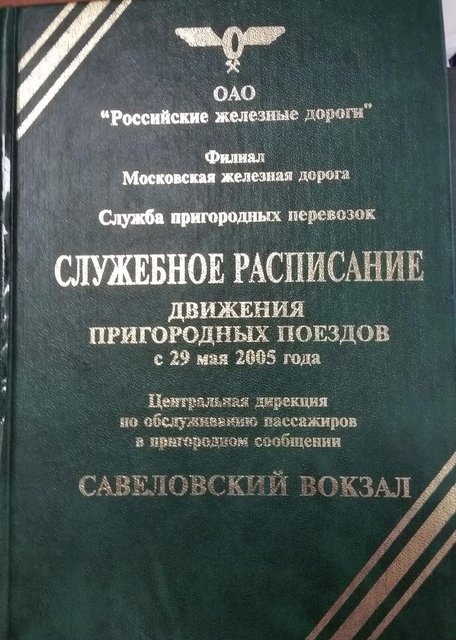 ОАО
"Российские железные дороги"
Филиал
Московская железная дорога
Служба пригородных перевозок
СЛУЖЕБНОЕ РАСПИСАНИЕ
ДВИЖЕНИЯ
ПРИГОРОДНЫХ ПОЕЗДОВ
с 29 мая 2005 года
Центральная дирекция
по обслуживанию пассажиров
в пригородном сообщении
САВЕЛОВСКИЙ ВОКЗАЛ